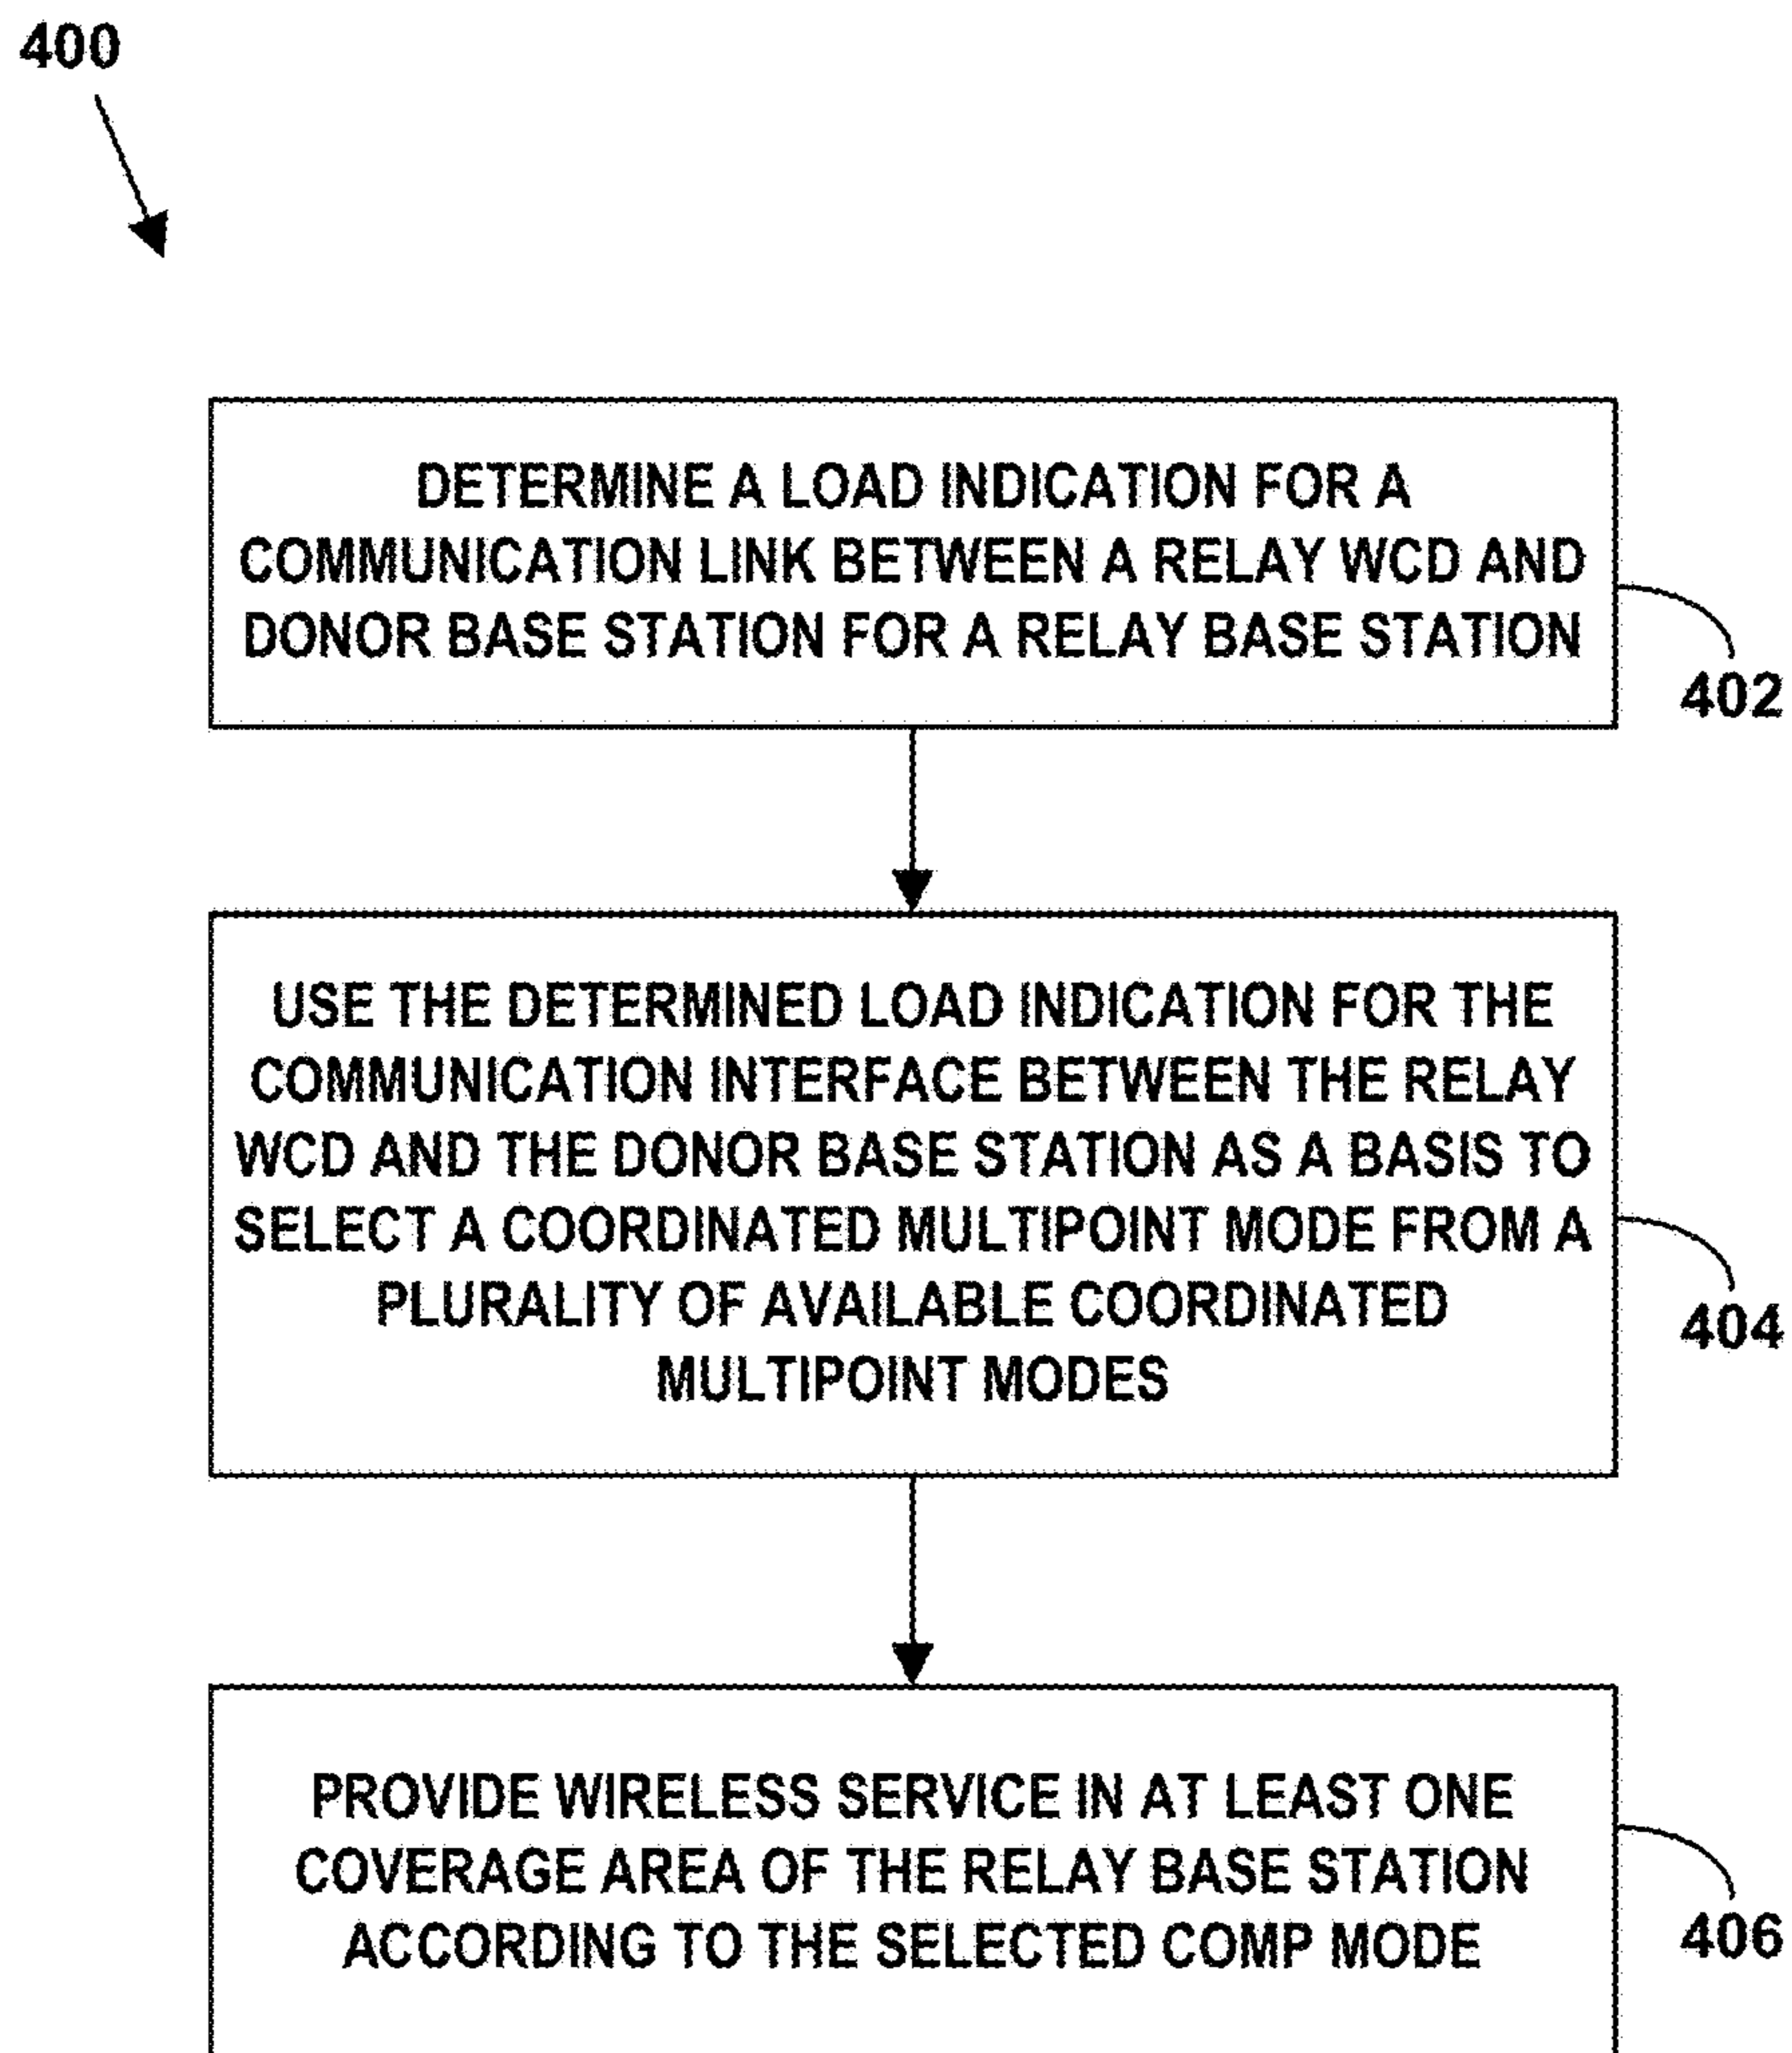 400
DETERMINE A LOAD INDICATION FOR A
COMMUNICATION LINK BETWEEN A RELAY WCD AND
DONOR BASE STATION FOR A RELAY BASE STATION
402
USE THE DETERMINED LOAD INDICATION FOR THE
COMMUNICATION INTERFACE BETWEEN THE RELAY
WCD AND THE DONOR BASE STATION AS A BASIS TO
SELECT A COORDINATED MULTIPOINT MODE FROM A
PLURALITY OF AVAILABLE COORDINATED
MULTIPOINT MODES
404
PROVIDE WIRELESS SERVICE IN AT LEAST ONE
COVERAGE AREA OF THE RELAY BASE STATION
ACCORDING TO THE SELECTED COMP MODE
406